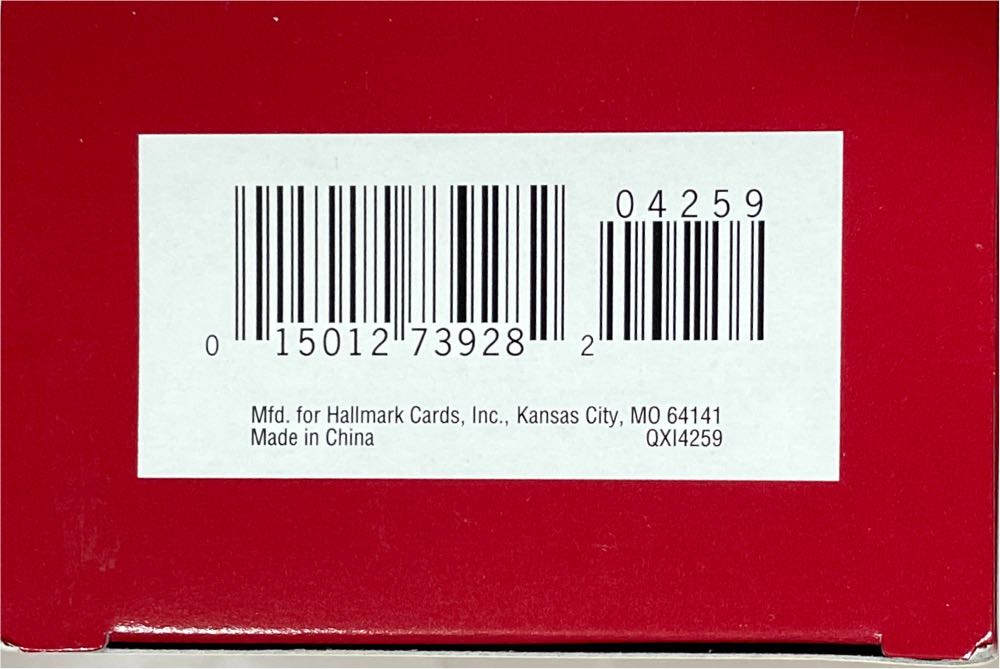 04259
0 15012 73928 2
Mfd. for Hallmark Cards, Inc., Kansas City, MO 64141
Made in China QXI4259